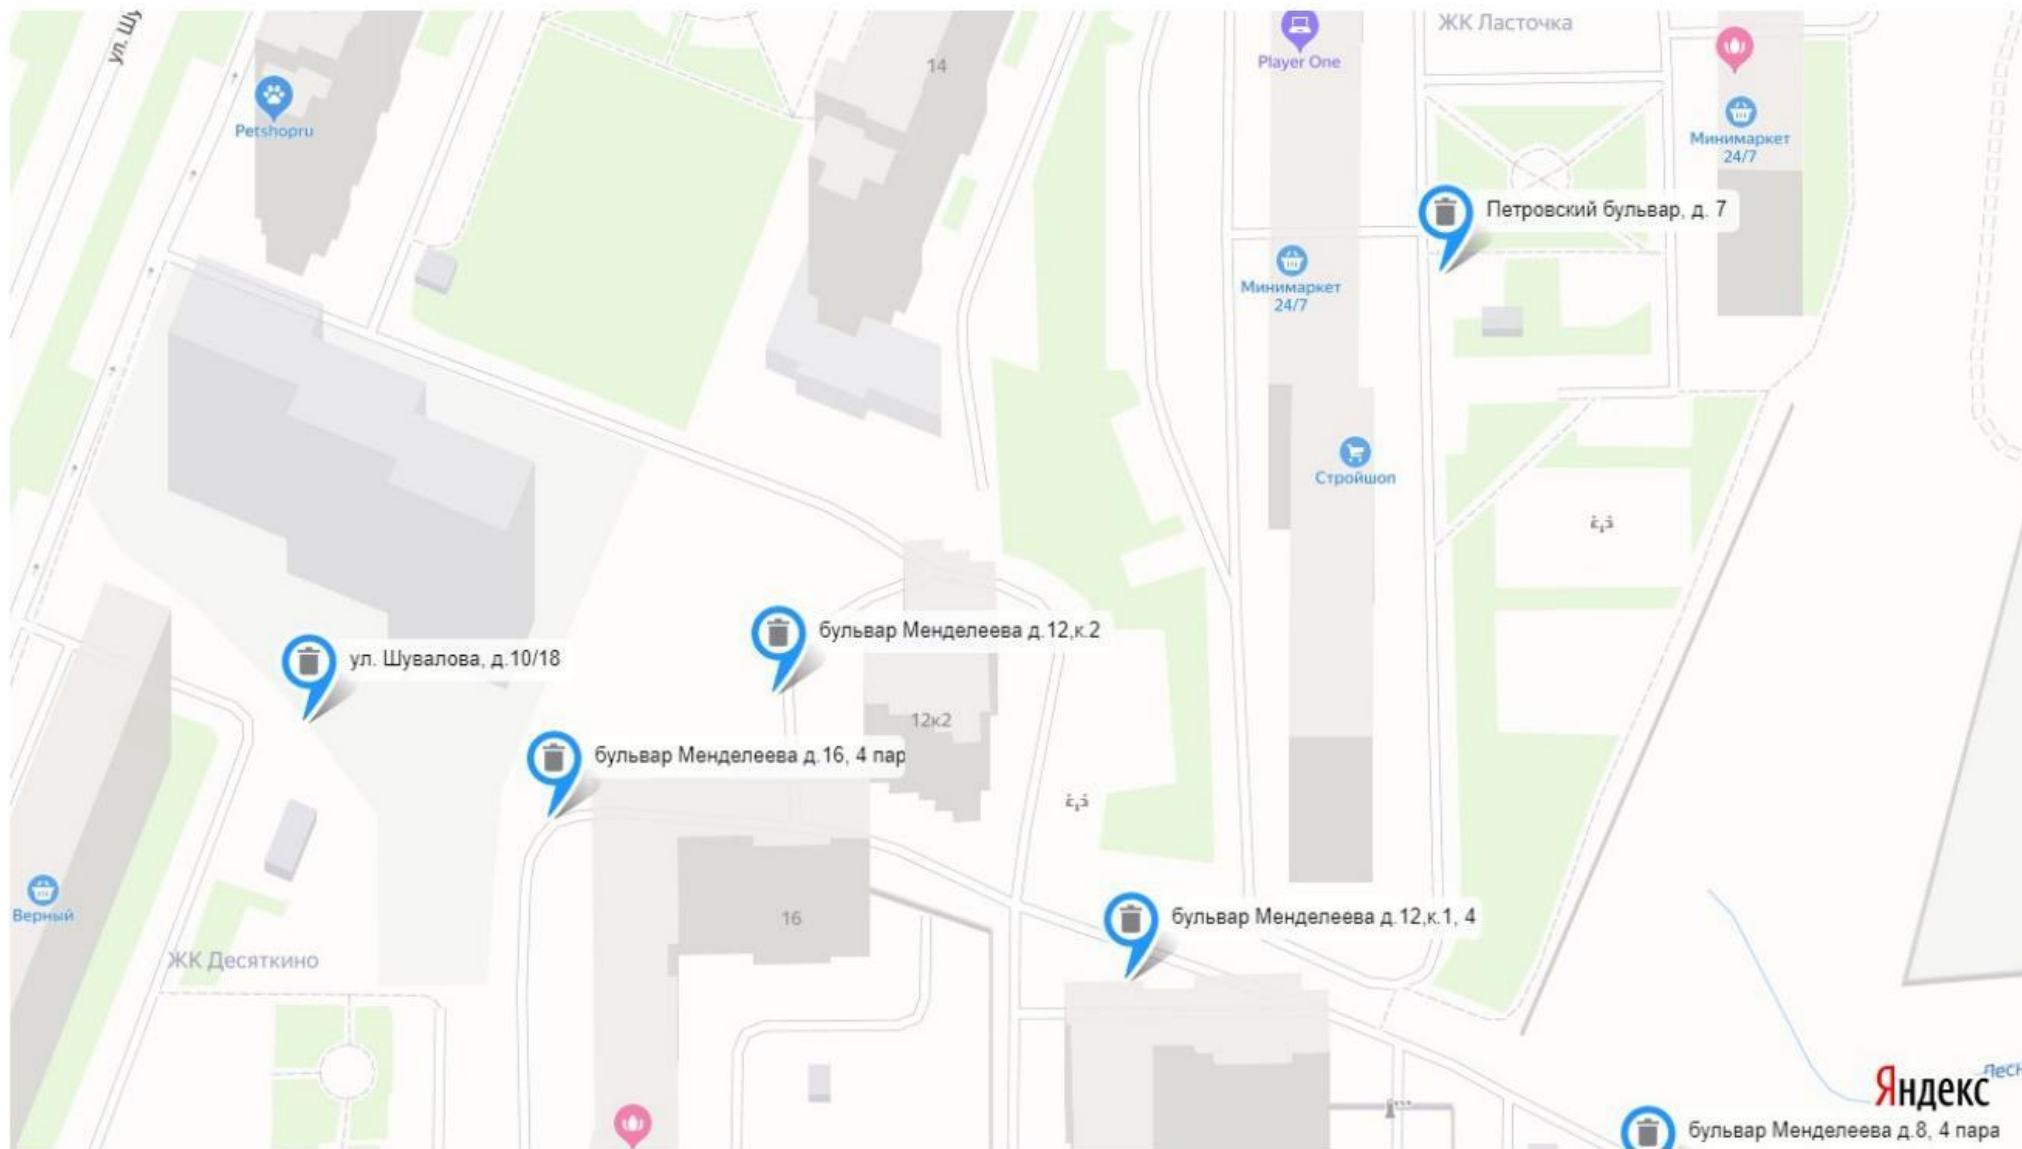 ул. Шу
ЖК Ласточка
Player One
14
Petshopru
Минимаркет
24/7
Петровский бульвар, д. 7
Минимаркет
24/7
Стройшоп
бульвар Менделеева д.12,к.2
ул. Шувалова, д.10/18
12к2
бульвар Менделеева д.16, 4 пар
Верный
16
бульвар Менделеева д.12,к.1, 4
ЖК Десяткино
Яндекс
Лесн
бульвар Менделеева д.8, 4 пара